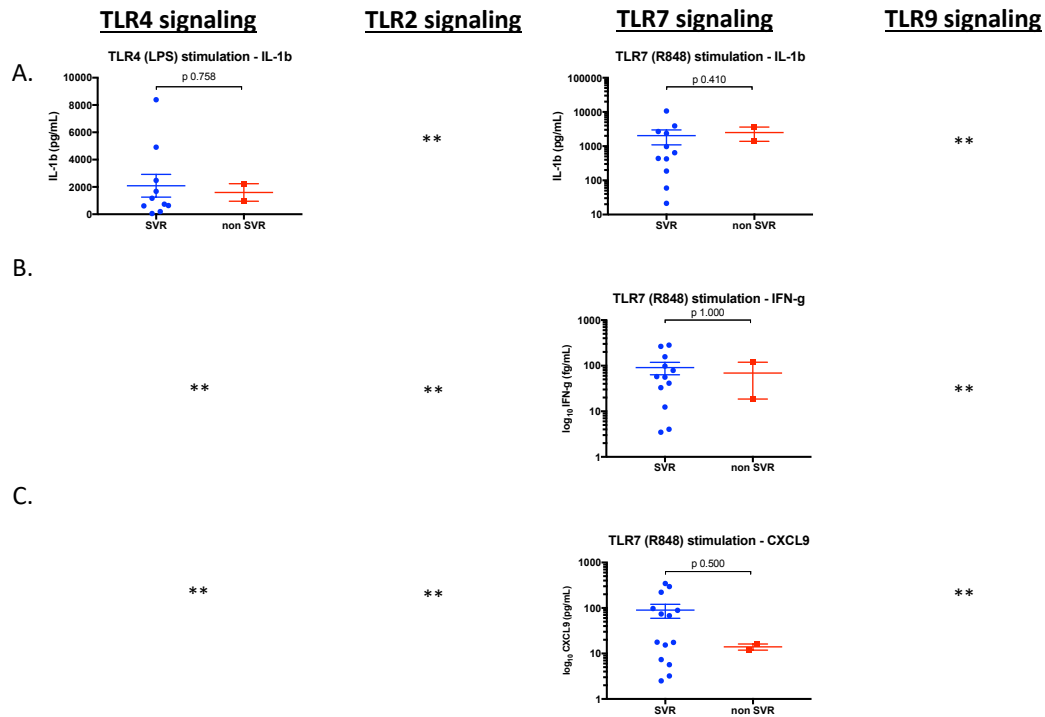 TLR4 signaling
TLR2 signaling
TLR7 signaling
TLR9 signaling
A.
TLR4 (LPS) stimulation - IL-1b
p 0.758
IL-1b (pg/mL)
10000
8000
6000
4000
2000
0
SVR
non SVR
**
TLR7 (R848) stimulation - IL-1b
p 0.410
IL-1b (pg/mL)
100000
10000
1000
100
10
SVR
non SVR
**
B.
**
**
TLR7 (R848) stimulation - IFN-g
p 1.000
log10 IFN-g (fg/mL)
1000
100
10
1
SVR
non SVR
**
C.
**
**
TLR7 (R848) stimulation - CXCL9
p 0.500
log10 CXCL9 (pg/mL)
1000
100
10
1
SVR
non SVR
**